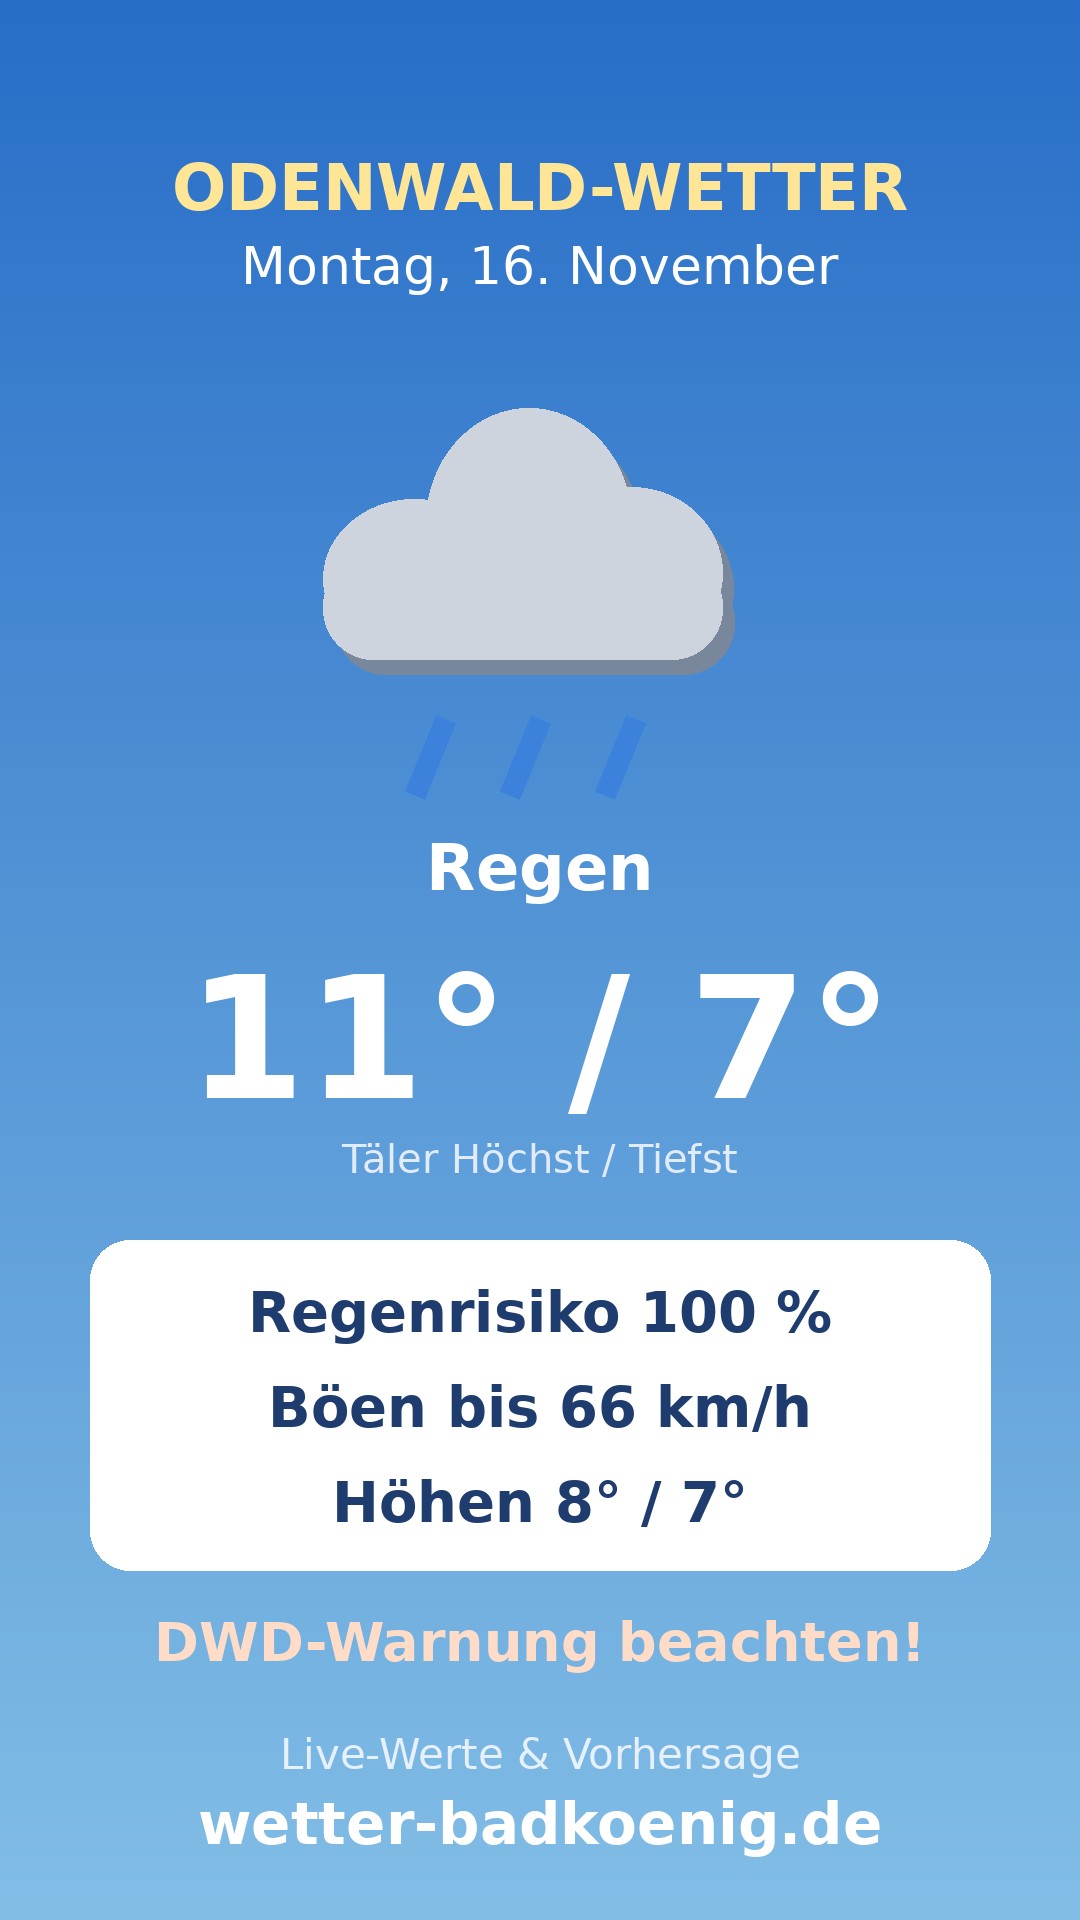 ODENWALD-WETTER
Montag, 16. November
Regen
11° / 7°
Täler Höchst / Tiefst
Regenrisiko 100 %
Böen bis 66 km/h
Höhen 8° / 7°
DWD-Warnung beachten!
Live-Werte & Vorhersage
wetter-badkoenig.de